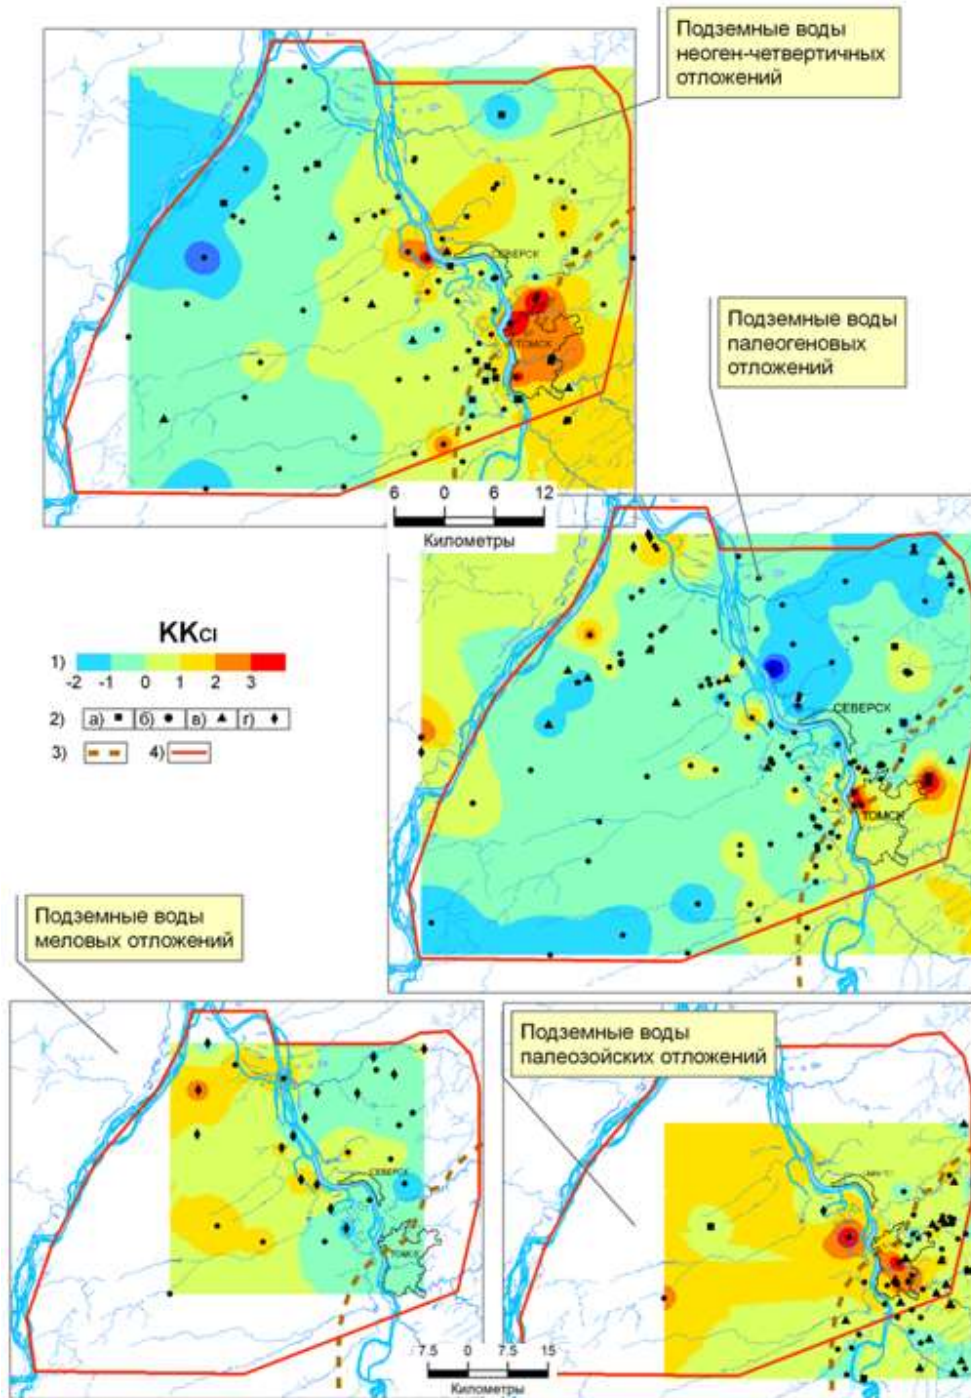 Подземные воды
неоген-четвертичных
отложений
СЕВЕРСК
ТОМСК
6 0 6 12
Километры
Подземные воды
палеогеновых
отложений
СЕВЕРСК
ТОМСК
KKCl
1)
-2 -1 0 1 2 3
2) а) б) в) г)
3) 4)
Подземные воды
меловых отложений
СЕВЕРСК
ТОМСК
Подземные воды
палеозойских отложений
7.5 0 7.5 15
Километры